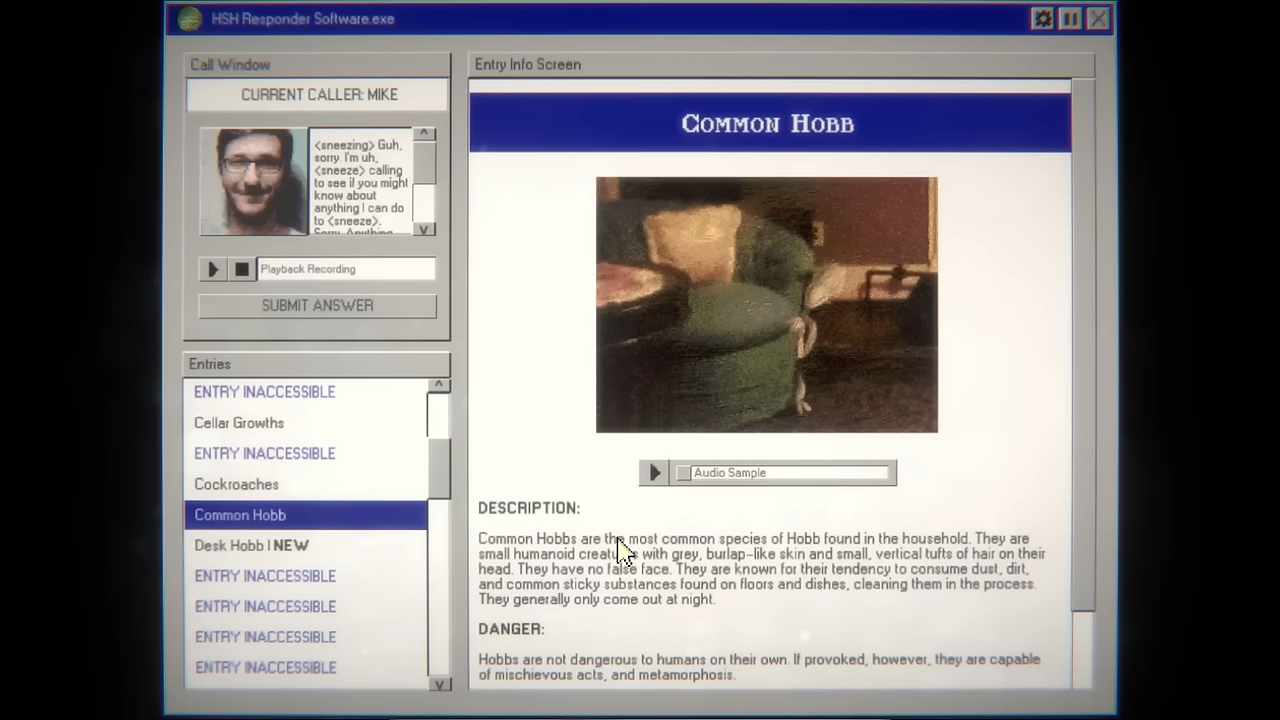 HSH Responder Software.exe
Call Window
CURRENT CALLER: MIKE
<sneezing> Guh,
sorry. I'm uh,
<sneeze> calling
to see if you might
know about
anything I can do
to <sneeze>.
Sorry. Anything
Playback Recording
SUBMIT ANSWER
Entries
ENTRY INACCESSIBLE
Cellar Growths
ENTRY INACCESSIBLE
Cockroaches
Common Hobb
Desk Hobb | NEW
ENTRY INACCESSIBLE
ENTRY INACCESSIBLE
ENTRY INACCESSIBLE
ENTRY INACCESSIBLE
Entry Info Screen
Common Hobb
Audio Sample
DESCRIPTION:
Common Hobbs are the most common species of Hobb found in the household. They are
small humanoid creatures with grey, burlap-like skin and small, vertical tufts of hair on their
head. They have no false face. They are known for their tendency to consume dust, dirt,
and common sticky substances found on floors and dishes, cleaning them in the process.
They generally only come out at night.
DANGER:
Hobbs are not dangerous to humans on their own. If provoked, however, they are capable
of mischievous acts, and metamorphosis.